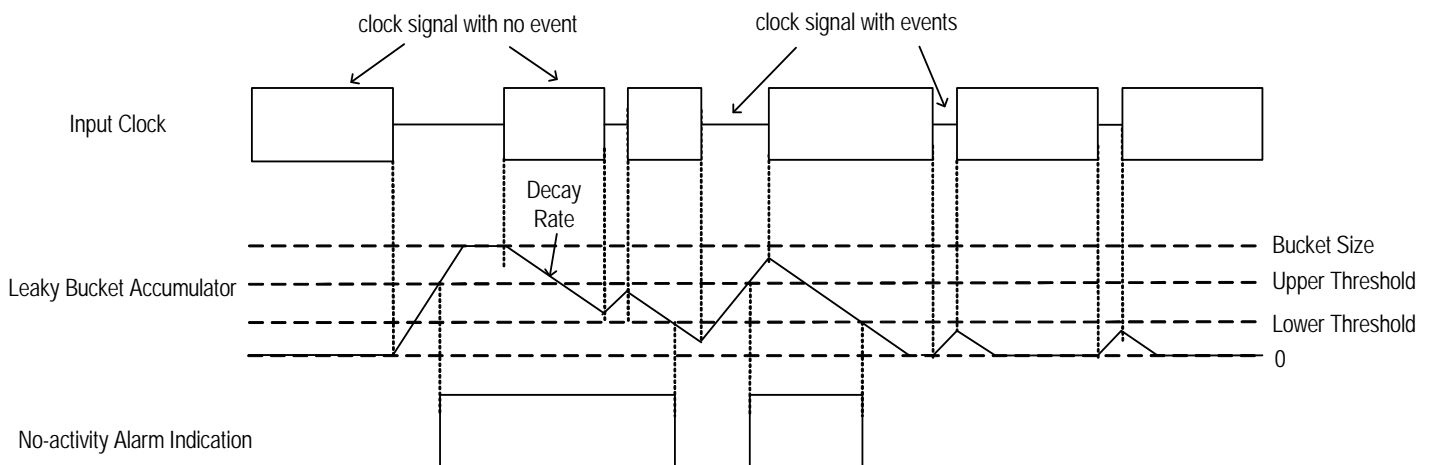 clock signal with no event
clock signal with events
Input Clock
Decay
Rate
Bucket Size
Leaky Bucket Accumulator
Upper Threshold
Lower Threshold
0
No-activity Alarm Indication